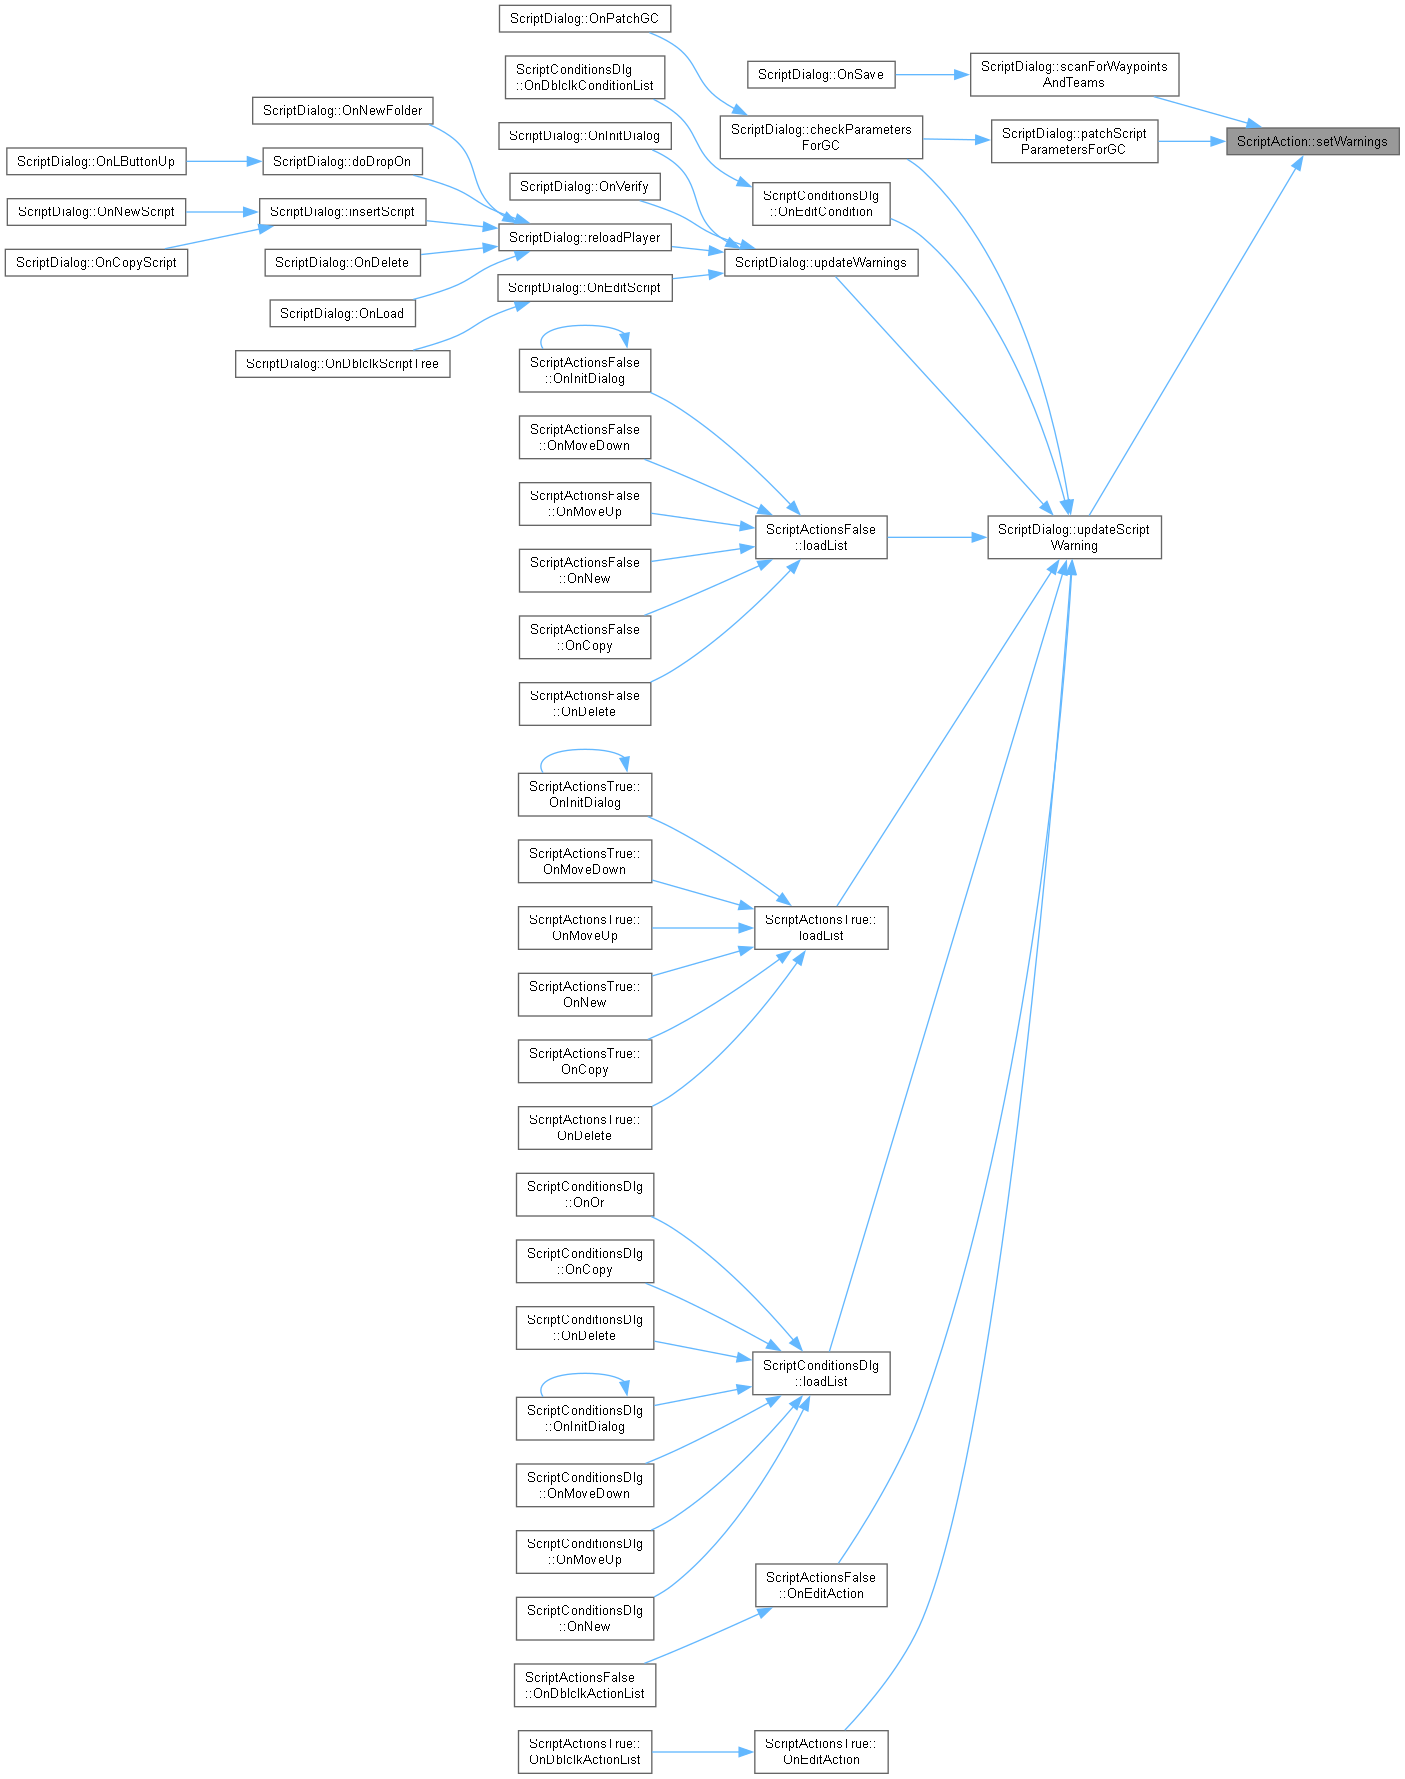 ScriptDialog::OnPatchGC
ScriptConditionsDlg
::OnDblclkConditionList
ScriptDialog::OnSave
ScriptDialog::scanForWaypoints
AndTeams
ScriptDialog::OnNewFolder
ScriptDialog::OnInitDialog
ScriptDialog::checkParameters
ForGC
ScriptDialog::patchScript
ParametersForGC
ScriptAction::setWarnings
ScriptDialog::OnLButtonUp
ScriptDialog::doDropOn
ScriptDialog::OnVerify
ScriptConditionsDlg
::OnEditCondition
ScriptDialog::OnNewScript
ScriptDialog::insertScript
ScriptDialog::reloadPlayer
ScriptDialog::OnCopyScript
ScriptDialog::OnDelete
ScriptDialog::updateWarnings
ScriptDialog::OnEditScript
ScriptDialog::OnLoad
ScriptDialog::OnDblclkScriptTree
ScriptActionsFalse
::OnInitDialog
ScriptActionsFalse
::OnMoveDown
ScriptActionsFalse
::OnMoveUp
ScriptActionsFalse
::loadList
ScriptDialog::updateScript
Warning
ScriptActionsFalse
::OnNew
ScriptActionsFalse
::OnCopy
ScriptActionsFalse
::OnDelete
ScriptActionsTrue::
OnInitDialog
ScriptActionsTrue::
OnMoveDown
ScriptActionsTrue::
OnMoveUp
ScriptActionsTrue::
loadList
ScriptActionsTrue::
OnNew
ScriptActionsTrue::
OnCopy
ScriptActionsTrue::
OnDelete
ScriptConditionsDlg
::OnOr
ScriptConditionsDlg
::OnCopy
ScriptConditionsDlg
::OnDelete
ScriptConditionsDlg
::loadList
ScriptConditionsDlg
::OnInitDialog
ScriptConditionsDlg
::OnMoveDown
ScriptConditionsDlg
::OnMoveUp
ScriptActionsFalse
::OnEditAction
ScriptConditionsDlg
::OnNew
ScriptActionsFalse
::OnDblclkActionList
ScriptActionsTrue::
OnDblclkActionList
ScriptActionsTrue::
OnEditAction